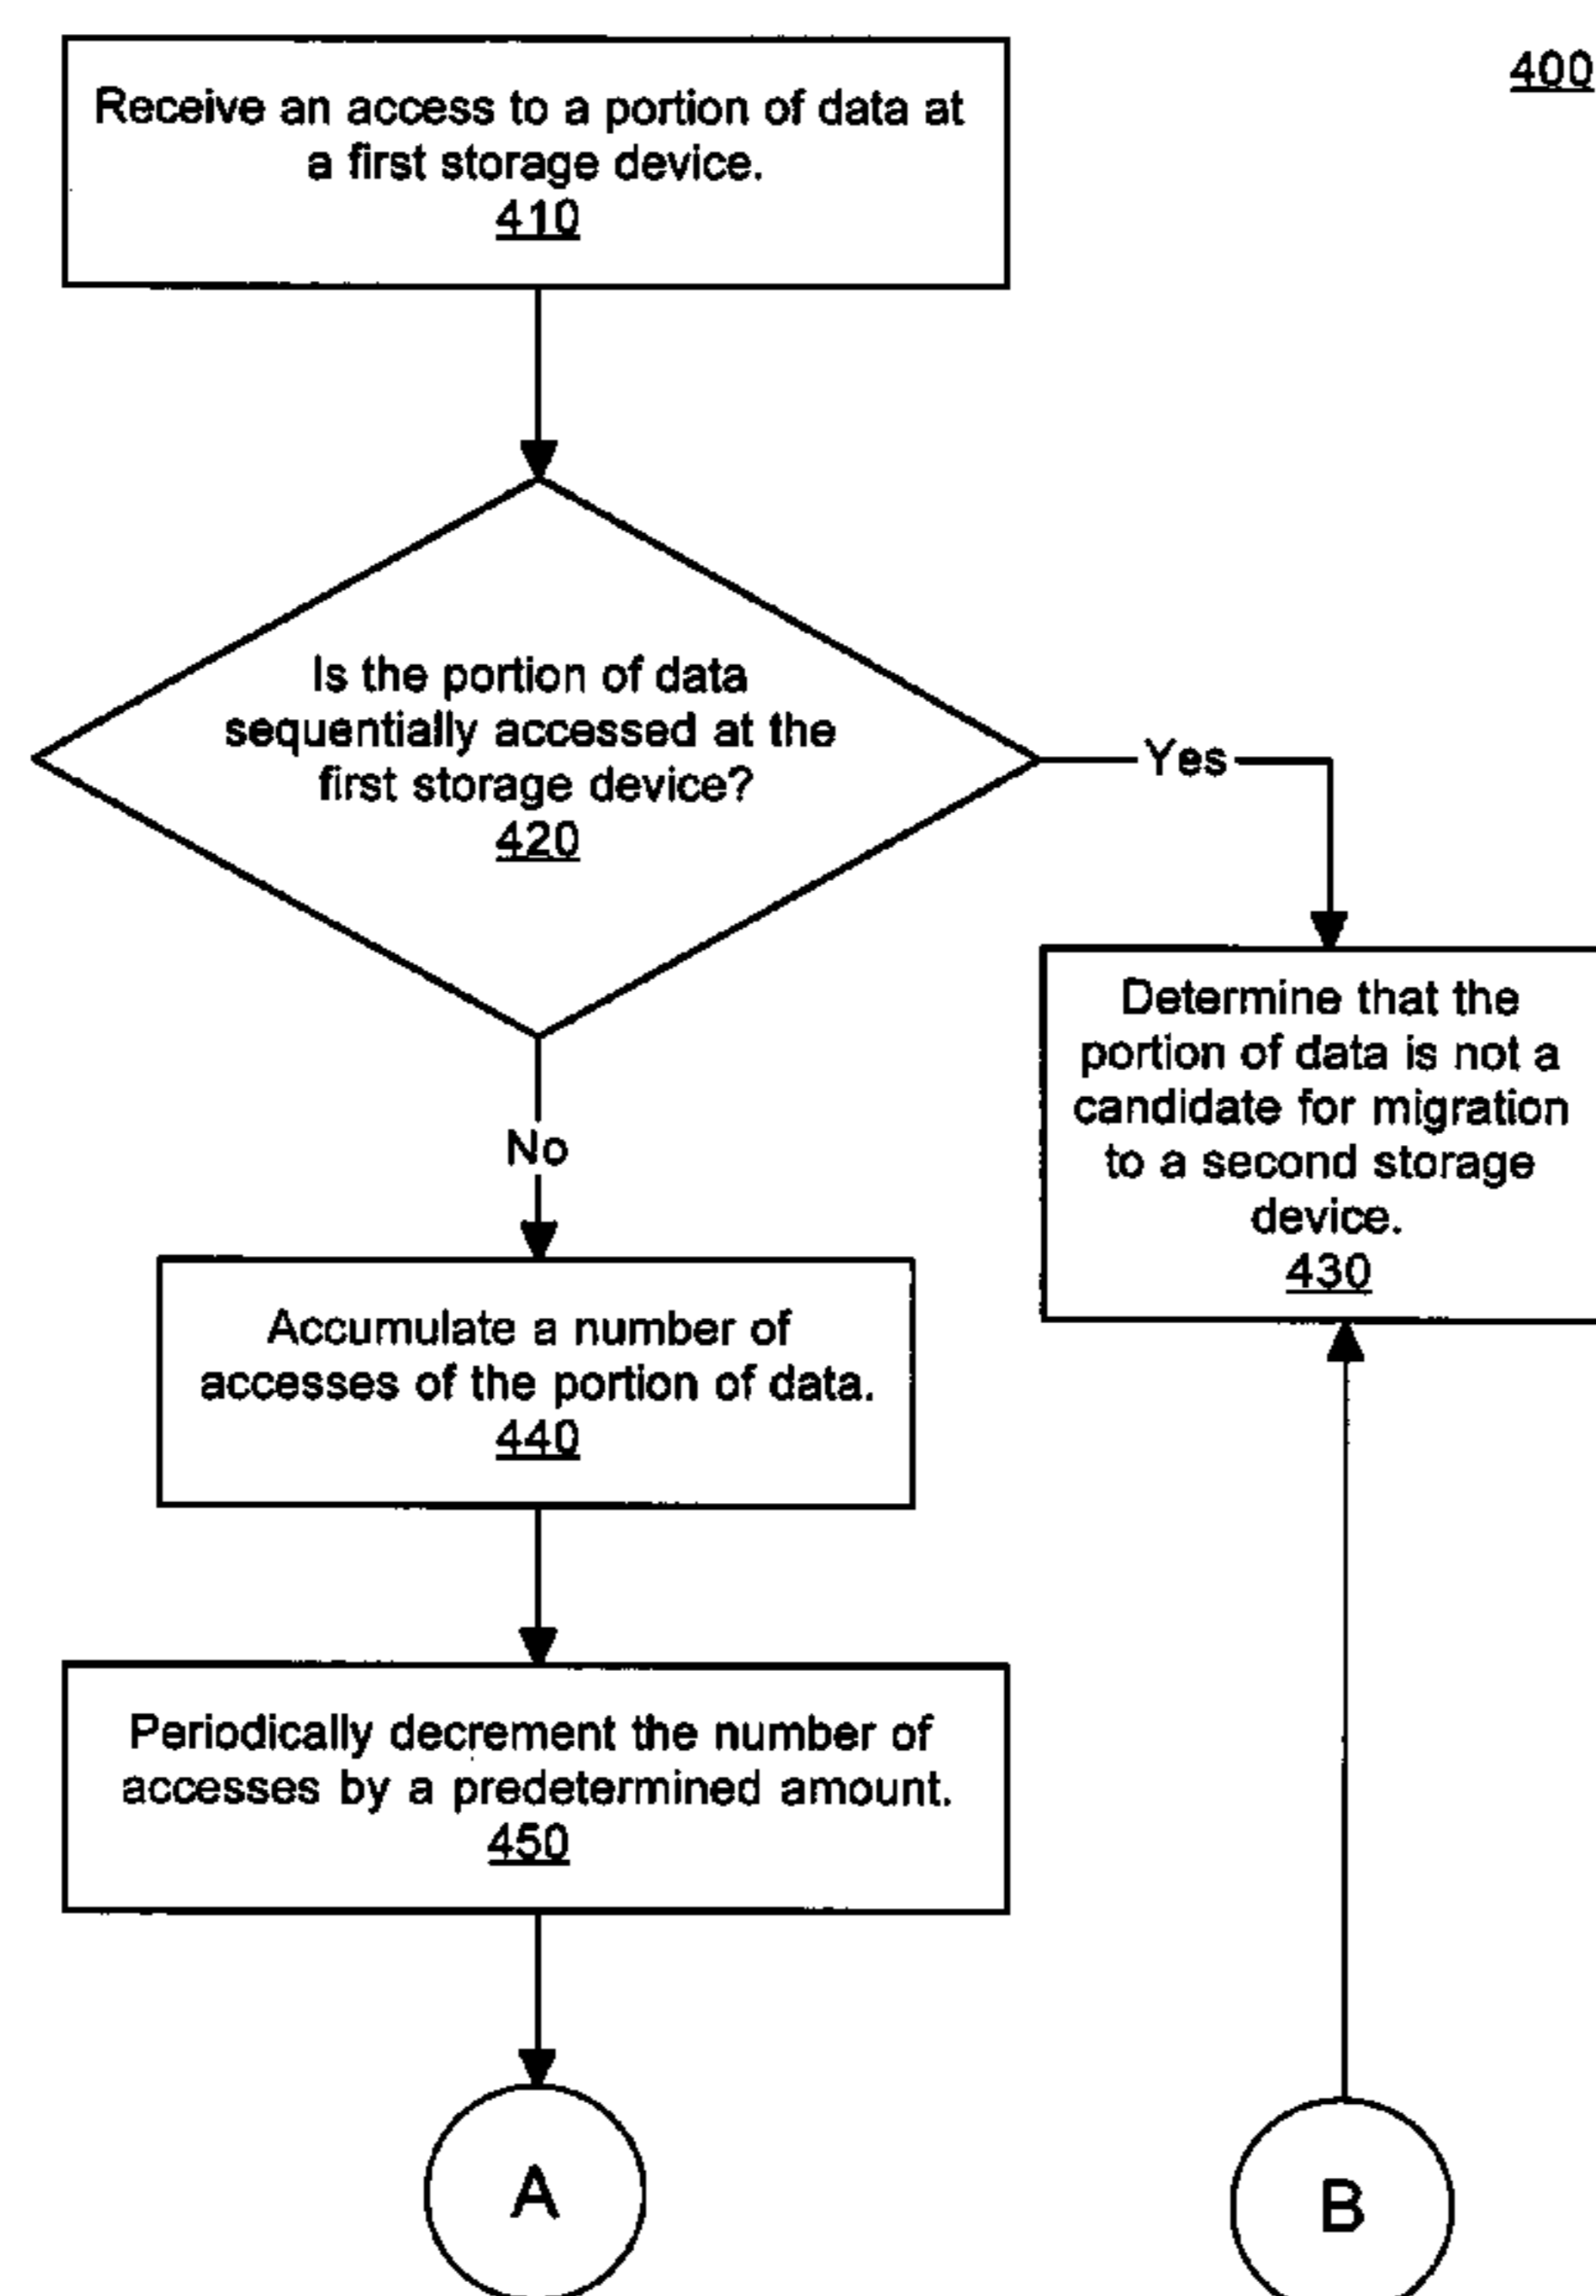 400
Receive an access to a portion of data at
a first storage device.
410
Is the portion of data
sequentially accessed at the
first storage device?
420
Yes
Determine that the
portion of data is not a
candidate for migration
to a second storage
device.
430
No
Accumulate a number of
accesses of the portion of data.
440
Periodically decrement the number of
accesses by a predetermined amount.
450
A
B